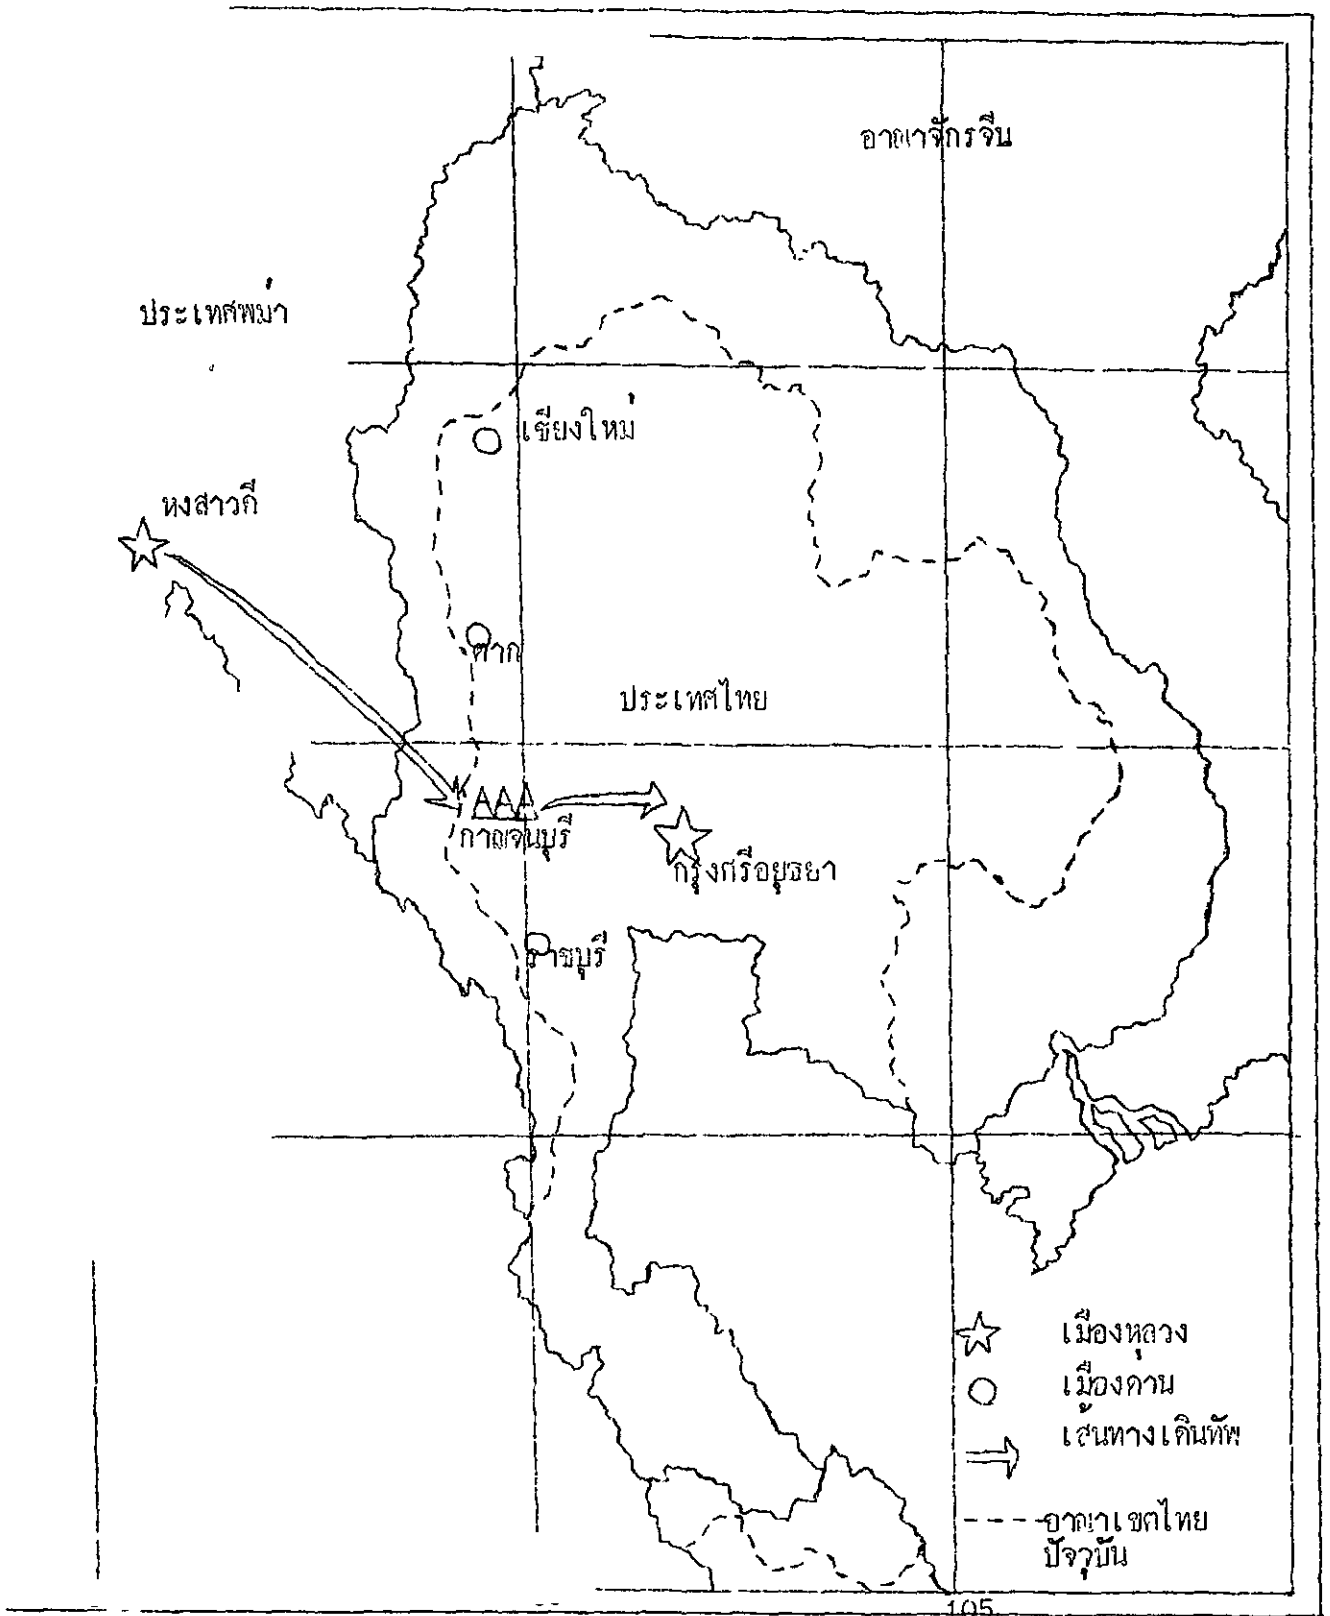 อาณาจักรจีน
ประเทศพม่า
เชียงใหม่
หงสาวดี
ตาก
ประเทศไทย
กาญจนบุรี
กรุงศรีอยุธยา
ราชบุรี
เมืองหลวง
เมืองด่าน
เส้นทางเดินทัพ
อาณาเขตไทย
ปัจจุบัน
105